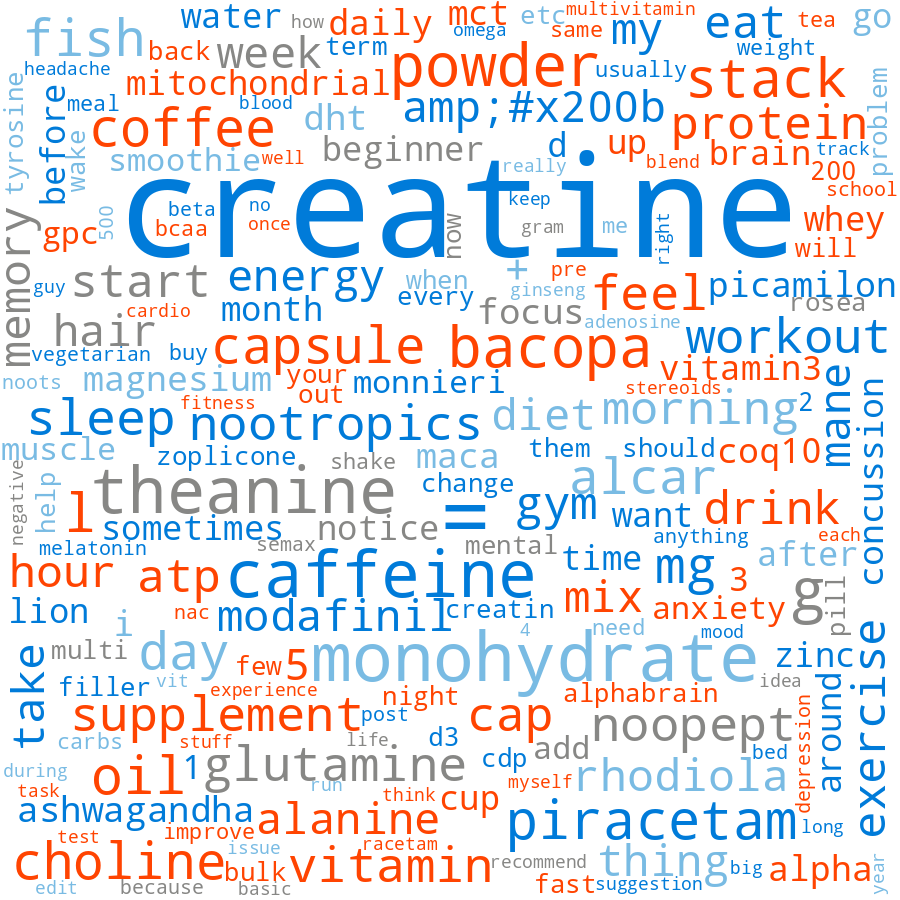 water
how
daily
mct
multivitamin
etc
same
tea
go
fish
omega
my
eat
week
back
term
weight
headache
mitochondrial
powder
usually
stack
problem
tyrosine
before
meal
blood
amp;#x200b
coffee
dht
protein
wake
beginner
d
up
brain
track
smoothie
well
really
blend
200
school
creatine
500
beta
no
keep
gpc
bcaa
once
now
gram
me
right
whey
will
memory
start
energy
when
+
pre
feel
picamilon
guy
month
every
ginseng
rosea
cardio
focus
adenosine
hair
capsule
bacopa
workout
vegetarian
buy
vitamin3
noots
magnesium
your
monnieri
out
stereoids
2
mane
concussion
fitness
sleep
nootropics
diet
morning
muscle
zoplicone
shake
maca
them
should
coq10
negative
help
l
theanine
change
alcar
=
gym
want
drink
sometimes
notice
anything
each
melatonin
semax
mental
time
after
hour
atp
caffeine
mg
3
g
pill
mix
anxiety
lion
i
nac
modafinil
creatin
4
need
mood
multi
day
few
5
monohydrate
zinc
take
filler
vit
experience
night
alphabrain
idea
exercise
supplement
post
cap
noopept
depression
around
carbs
stuff
life
d3
add
bed
during
oil
1
glutamine
cdp
task
run
think
cup
myself
rhodiola
ashwagandha
alanine
piracetam
long
test
improve
racetam
choline
issue
bulk
vitamin
recommend
thing
big
alpha
year
edit
because
basic
fast
suggestion